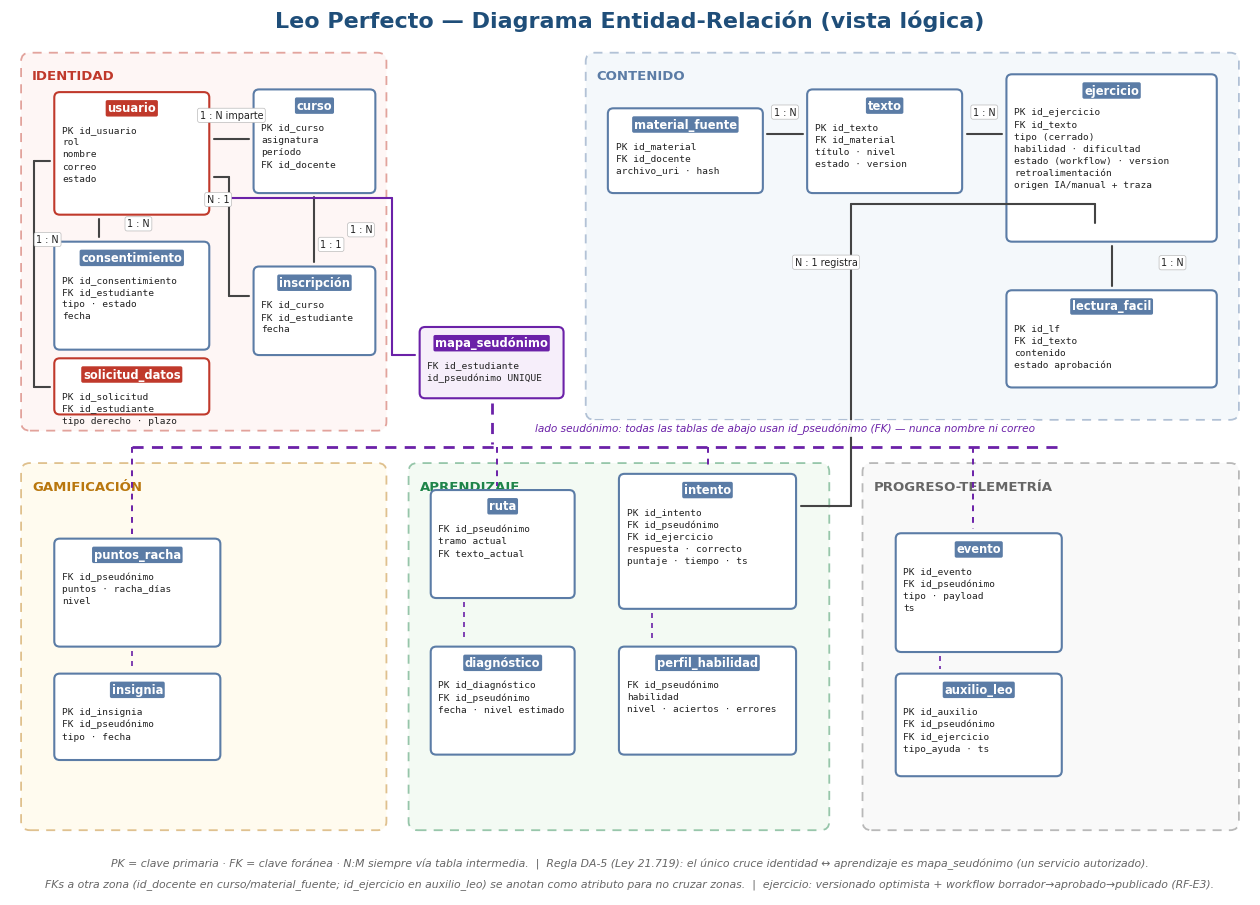 Leo Perfecto — Diagrama Entidad-Relación (vista lógica)
IDENTIDAD
usuario
PK id_usuario
rol
nombre
correo
estado
1 : N imparte
curso
PK id_curso
asignatura
período
FK id_docente
N : 1
1 : N
1 : N
1 : N
1 : 1
consentimiento
PK id_consentimiento
FK id_estudiante
tipo · estado
fecha
inscripción
FK id_curso
FK id_estudiante
fecha
solicitud_datos
PK id_solicitud
FK id_estudiante
tipo derecho · plazo
mapa_seudónimo
FK id_estudiante
id_pseudónimo UNIQUE
CONTENIDO
material_fuente
PK id_material
FK id_docente
archivo_uri · hash
1 : N
texto
PK id_texto
FK id_material
título · nivel
estado · version
1 : N
ejercicio
PK id_ejercicio
FK id_texto
tipo (cerrado)
habilidad · dificultad
estado (workflow) · version
retroalimentación
origen IA/manual + traza
N : 1 registra
1 : N
lectura_facil
PK id_lf
FK id_texto
contenido
estado aprobación
lado seudónimo: todas las tablas de abajo usan id_pseudónimo (FK) — nunca nombre ni correo
GAMIFICACIÓN
puntos_racha
FK id_pseudónimo
puntos · racha_días
nivel
insignia
PK id_insignia
FK id_pseudónimo
tipo · fecha
APRENDIZAJE
ruta
FK id_pseudónimo
tramo actual
FK texto_actual
intento
PK id_intento
FK id_pseudónimo
FK id_ejercicio
respuesta · correcto
puntaje · tiempo · ts
diagnóstico
PK id_diagnóstico
FK id_pseudónimo
fecha · nivel estimado
perfil_habilidad
FK id_pseudónimo
habilidad
nivel · aciertos · errores
PROGRESO-TELEMETRÍA
evento
PK id_evento
FK id_pseudónimo
tipo · payload
ts
auxilio_leo
PK id_auxilio
FK id_pseudónimo
FK id_ejercicio
tipo_ayuda · ts
PK = clave primaria · FK = clave foránea · N:M siempre vía tabla intermedia.  |  Regla DA-5 (Ley 21.719): el único cruce identidad ↔ aprendizaje es mapa_seudónimo (un servicio autorizado).
FKs a otra zona (id_docente en curso/material_fuente; id_ejercicio en auxilio_leo) se anotan como atributo para no cruzar zonas.  |  ejercicio: versionado optimista + workflow borrador→aprobado→publicado (RF-E3).